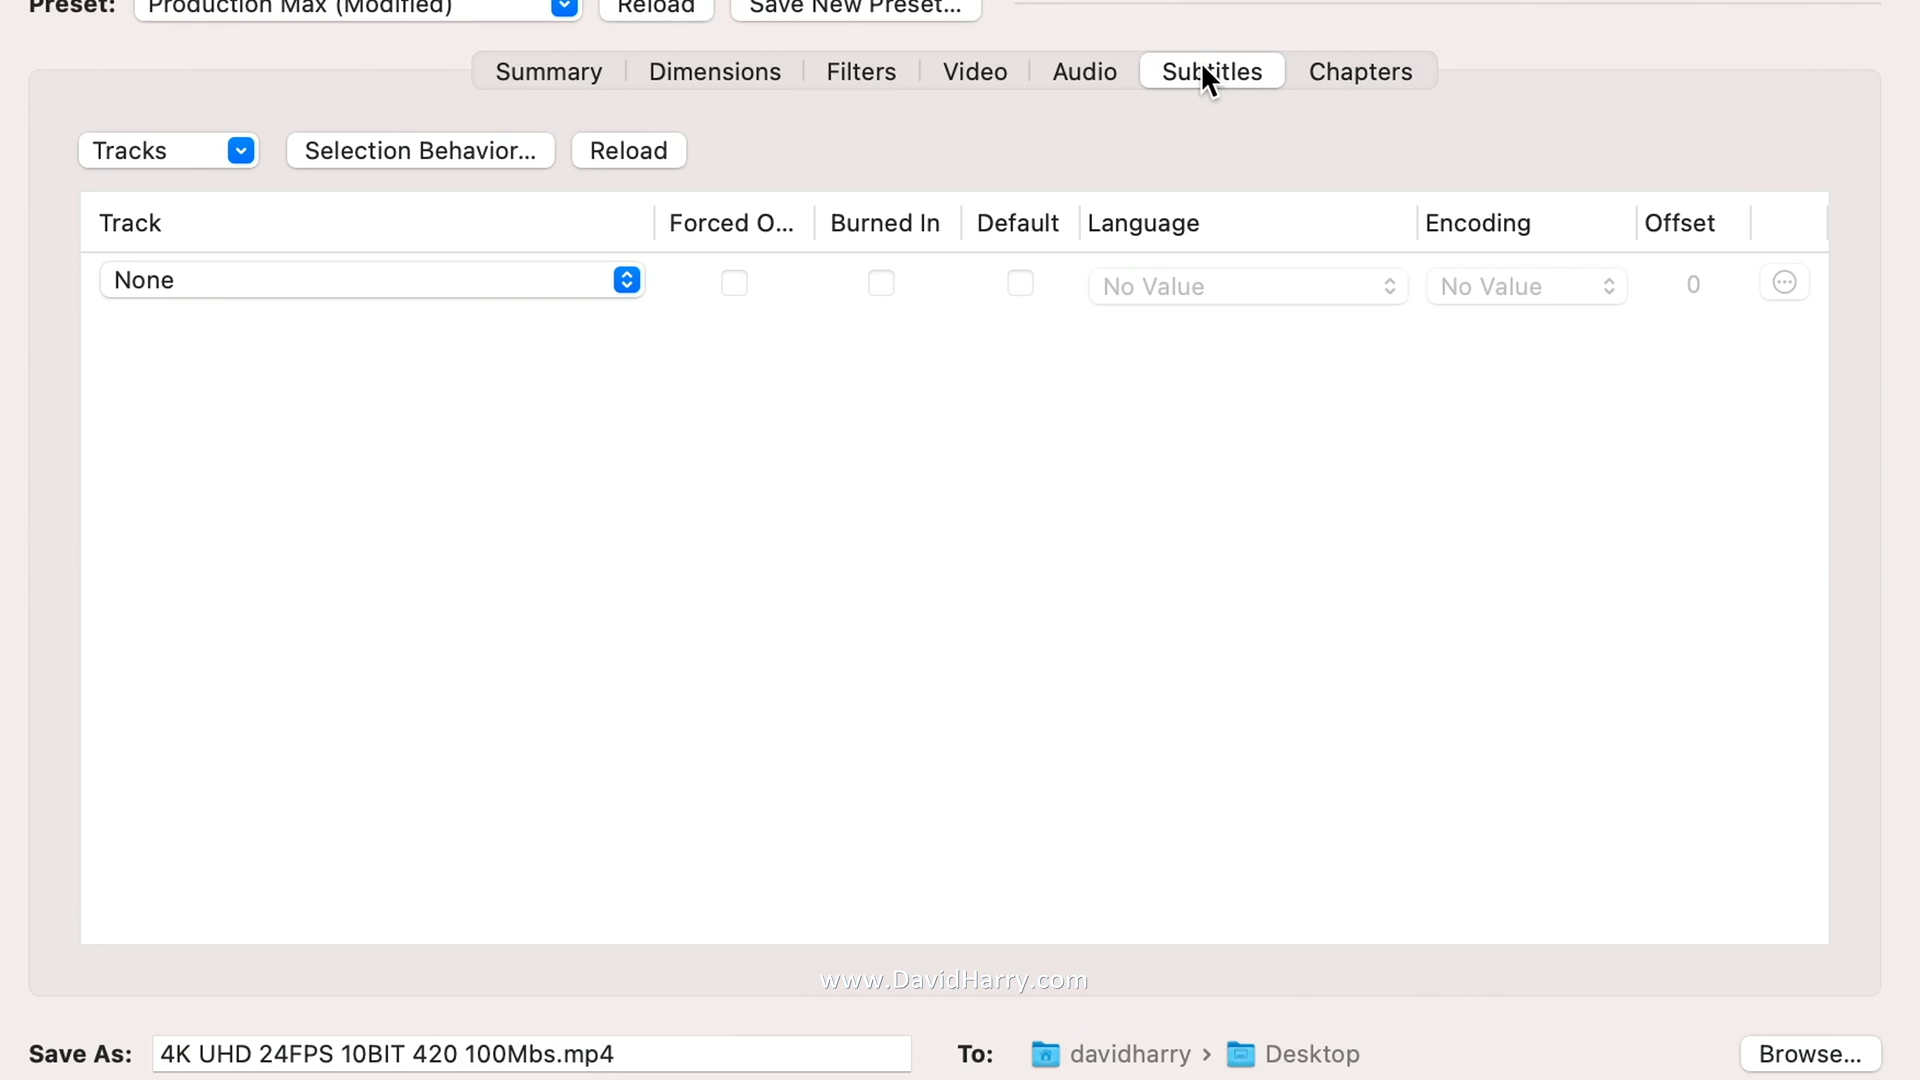 Preset: Production Max (Modified) Reload Save New Preset...
Summary Dimensions Filters Video Audio Subtitles Chapters
Tracks Selection Behavior... Reload
Track Forced O... Burned In Default Language Encoding Offset
None No Value No Value 0
www.DavidHarry.com
Save As: 4K UHD 24FPS 10BIT 420 100Mbs.mp4 To: davidharry › Desktop Browse...